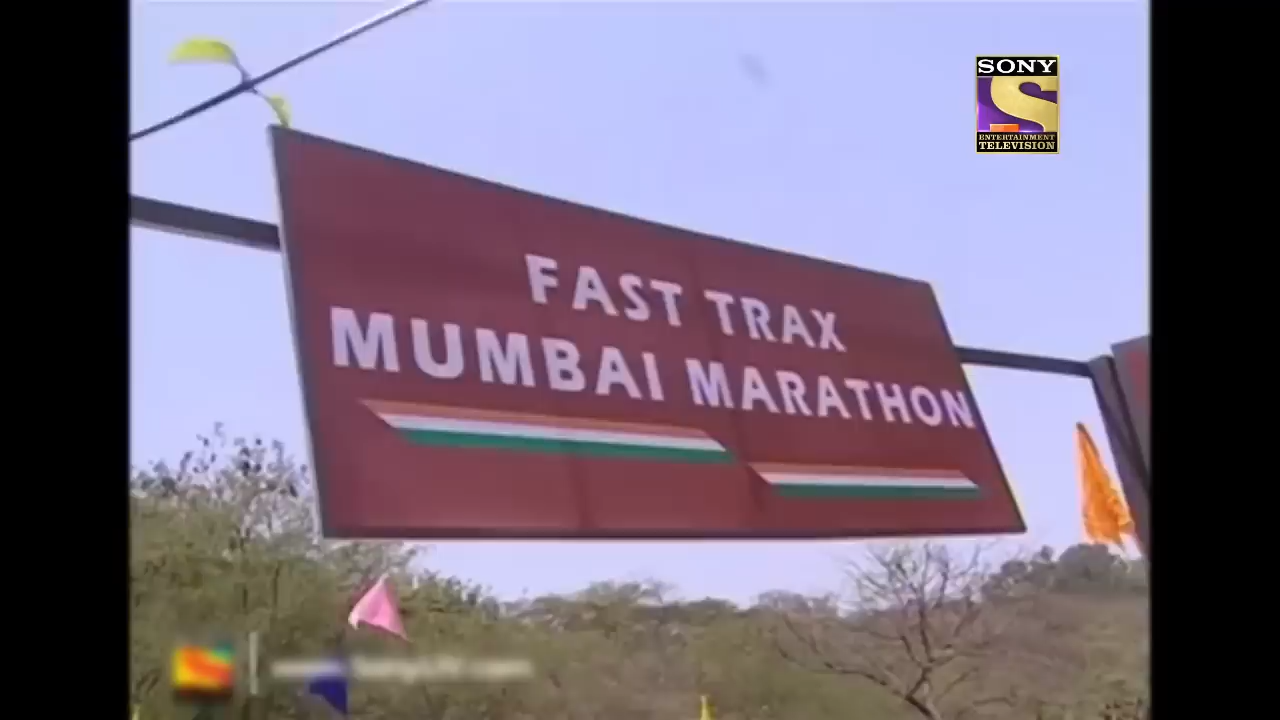 SONY
ENTERTAINMENT
TELEVISION
FAST TRAX
MUMBAI MARATHON